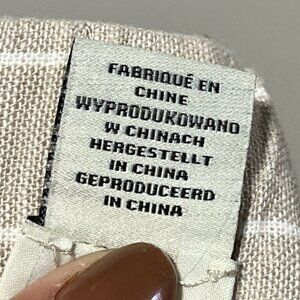 FABRIQUÉ EN
CHINE
WYPRODUKOWANO
W CHINACH
HERGESTELLT
IN CHINA
GEPRODUCEERD
IN CHINA